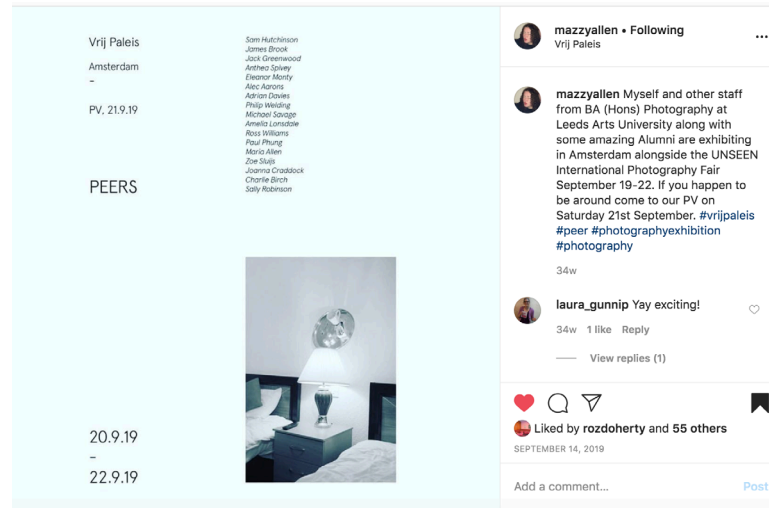 Vrij Paleis
Amsterdam
–
PV, 21.9.19
PEERS
Sam Hutchinson
James Brook
Jack Greenwood
Anthea Spivey
Eleanor Monty
Alec Aarons
Adrian Davies
Philip Welding
Michael Savage
Amelia Lonsdale
Ross Williams
Paul Phung
Maria Allen
Zoe Sluijs
Joanna Craddock
Charlie Birch
Sally Robinson
20.9.19
–
22.9.19
mazzyallen • Following
Vrij Paleis
mazzyallen Myself and other staff
from BA (Hons) Photography at
Leeds Arts University along with
some amazing Alumni are exhibiting
in Amsterdam alongside the UNSEEN
International Photography Fair
September 19-22. If you happen to
be around come to our PV on
Saturday 21st September. #vrijpaleis
#peer #photographyexhibition
#photography
34w
laura_gunnip Yay exciting!
34w 1 like Reply
View replies (1)
Liked by rozdoherty and 55 others
SEPTEMBER 14, 2019
Add a comment...
Post